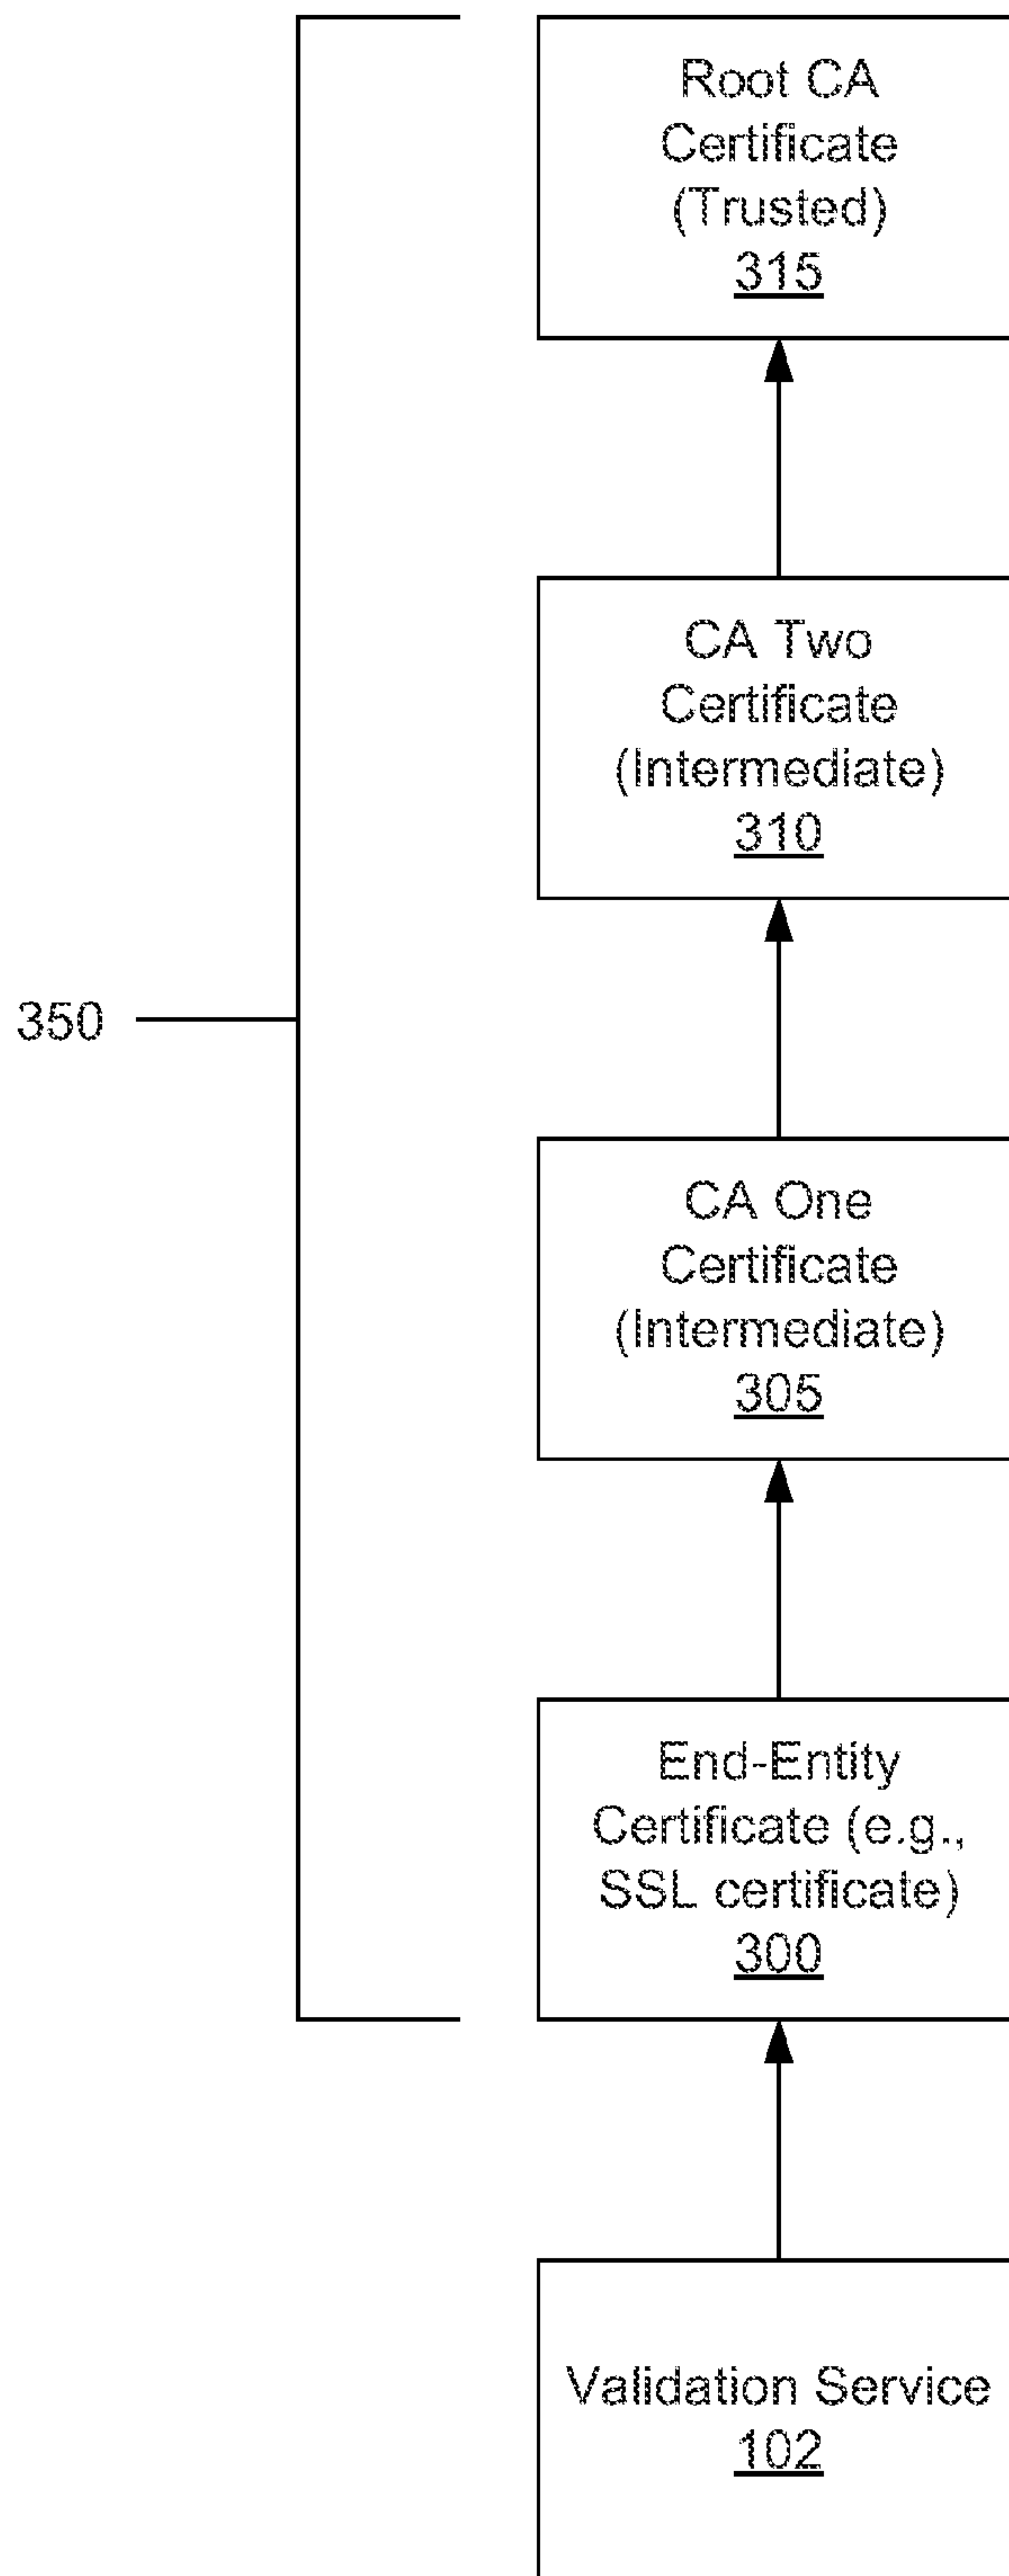 Root CA
Certificate
(Trusted)
315
CA Two
Certificate
(Intermediate)
310
350
CA One
Certificate
(Intermediate)
305
End-Entity
Certificate (e.g.,
SSL certificate)
300
Validation Service
102